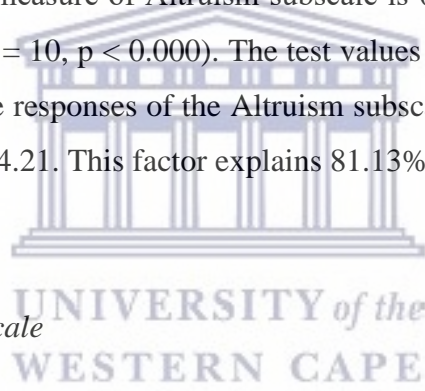 measure of Altruism subscale is
= 10, p < 0.000). The test values
responses of the Altruism subsc
4.21. This factor explains 81.13%
cale
UNIVERSITY of the
WESTERN CAPE